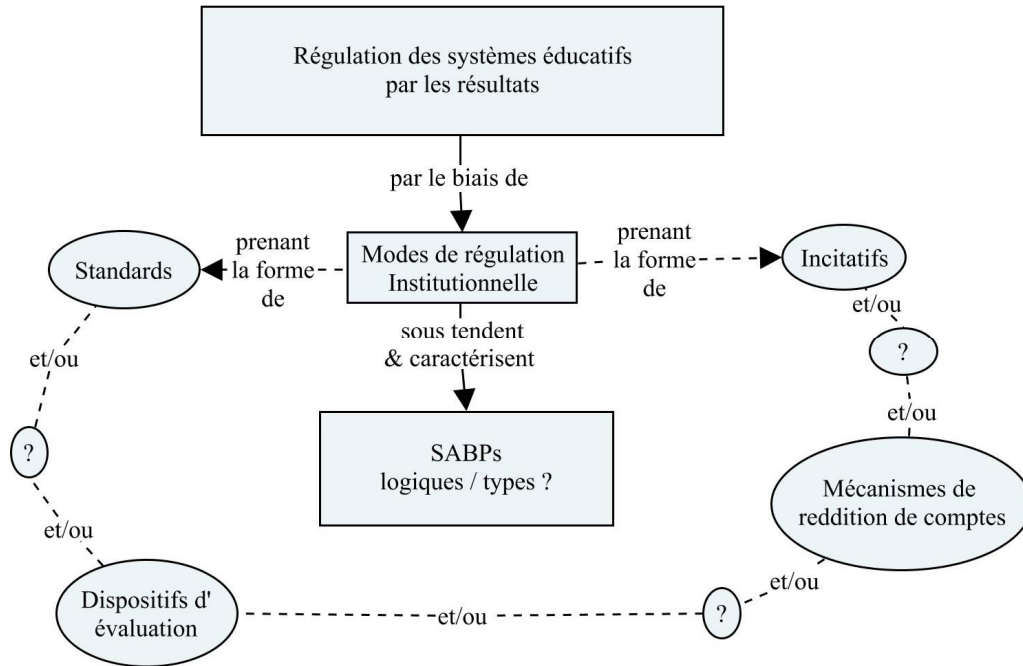 Régulation des systèmes éducatifs
par les résultats
par le biais de
Standards
prenant
la forme
de
Modes de régulation
Institutionnelle
prenant
la forme
de
Incitatifs
et/ou
?
et/ou
Mécanismes de
reddition de comptes
sous tendent
& caractérisent
SABPs
logiques / types ?
et/ou
?
et/ou
Dispositifs d'
évaluation
et/ou
?
et/ou